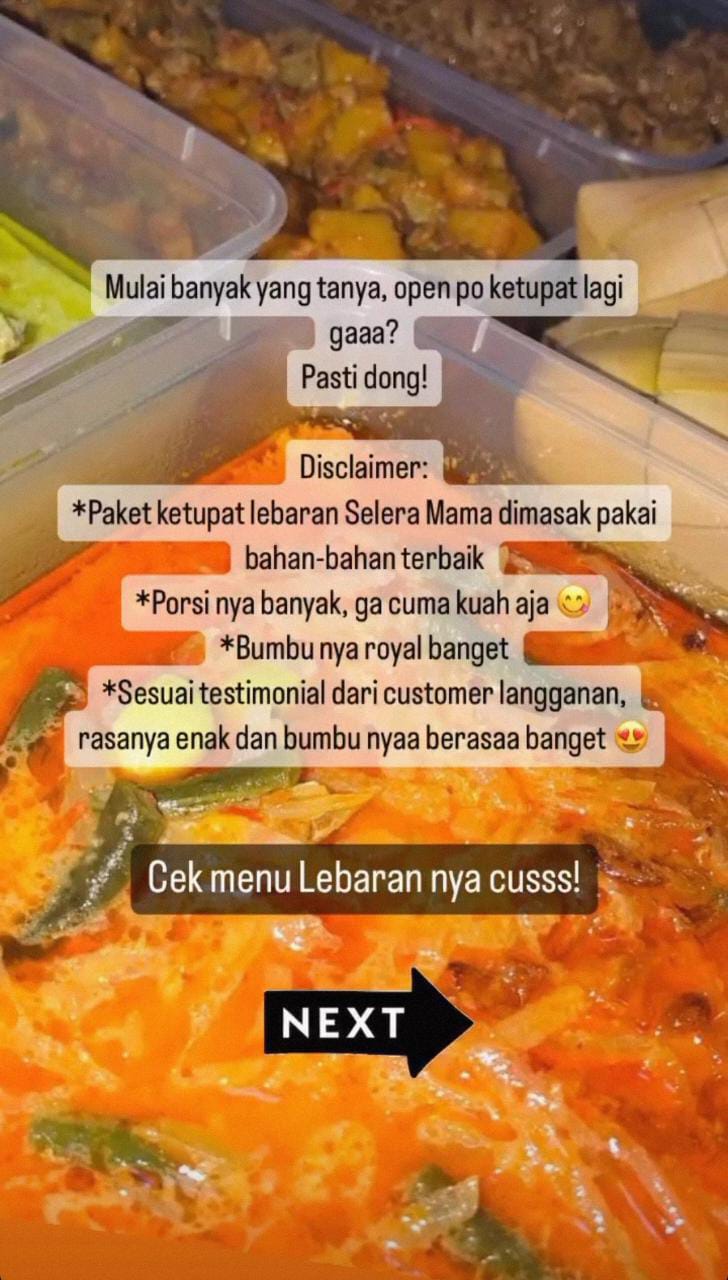 Mulai banyak yang tanya, open po ketupat lagi
gaaa?
Pasti dong!
Disclaimer:
*Paket ketupat lebaran Selera Mama dimasak pakai
bahan-bahan terbaik
*Porsi nya banyak, ga cuma kuah aja 😋
*Bumbu nya royal banget
*Sesuai testimonial dari customer langganan,
rasanya enak dan bumbu nyaa berasaa banget 😍
Cek menu Lebaran nya cusss!
NEXT